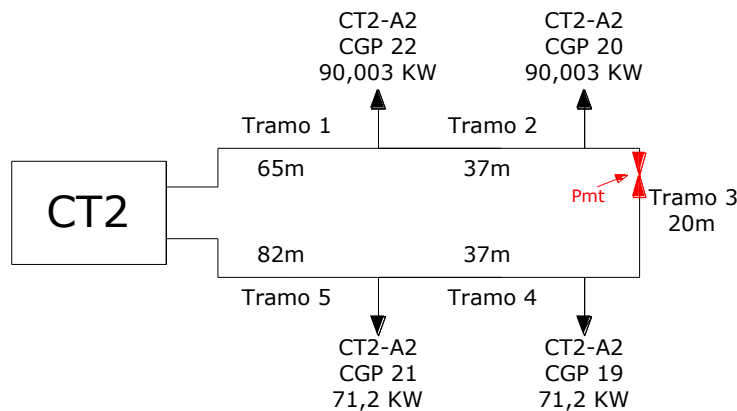 CT2-A2
CGP 22
90,003 KW
CT2-A2
CGP 20
90,003 KW
Tramo 1
Tramo 2
65m
37m
Pmt
Tramo 3
20m
CT2
82m
37m
Tramo 5
Tramo 4
CT2-A2
CGP 21
71,2 KW
CT2-A2
CGP 19
71,2 KW